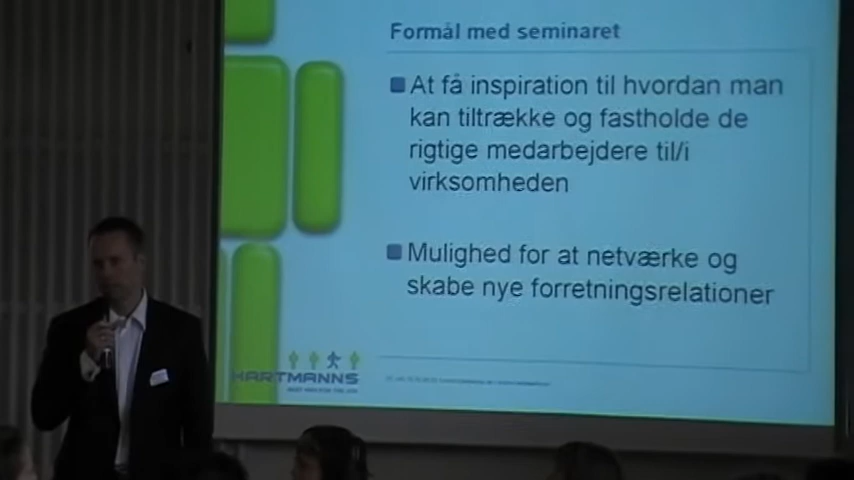 Formål med seminaret
At få inspiration til hvordan man
kan tiltrække og fastholde de
rigtige medarbejdere til/i
virksomheden
Mulighed for at netværke og
skabe nye forretningsrelationer
HARTMANNS